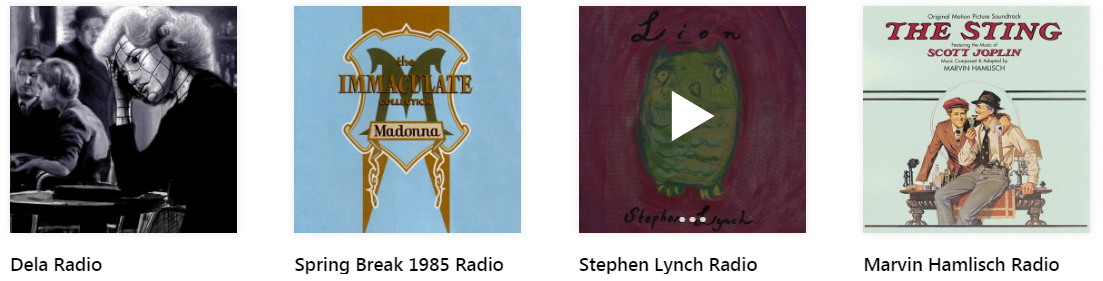 the
IMMACULATE
COLLECTION
Madonna
Lion
Stephen Lynch
Original Motion Picture Soundtrack
THE STING
Featuring the Music of
SCOTT JOPLIN
Music Composed & Adapted by
MARVIN HAMLISCH
Dela Radio
Spring Break 1985 Radio
Stephen Lynch Radio
Marvin Hamlisch Radio